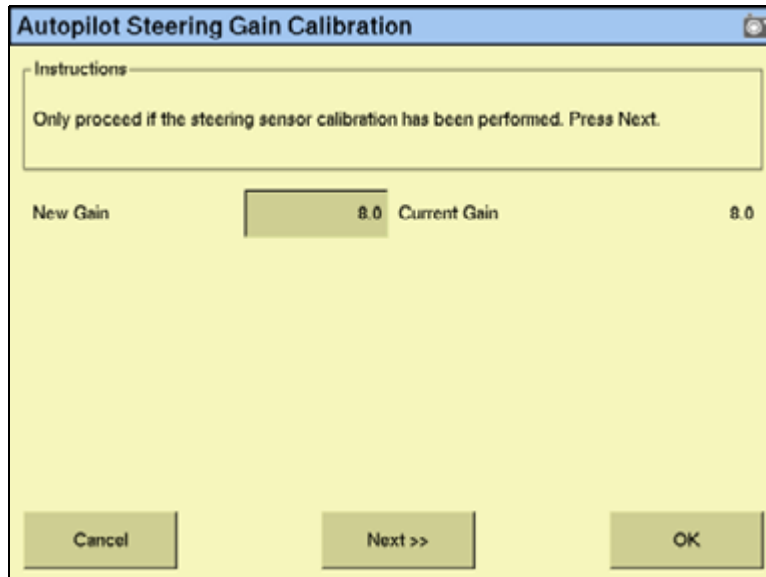 Autopilot Steering Gain Calibration
Instructions
Only proceed if the steering sensor calibration has been performed. Press Next.
New Gain 8.0 Current Gain 8.0
Cancel Next >> OK